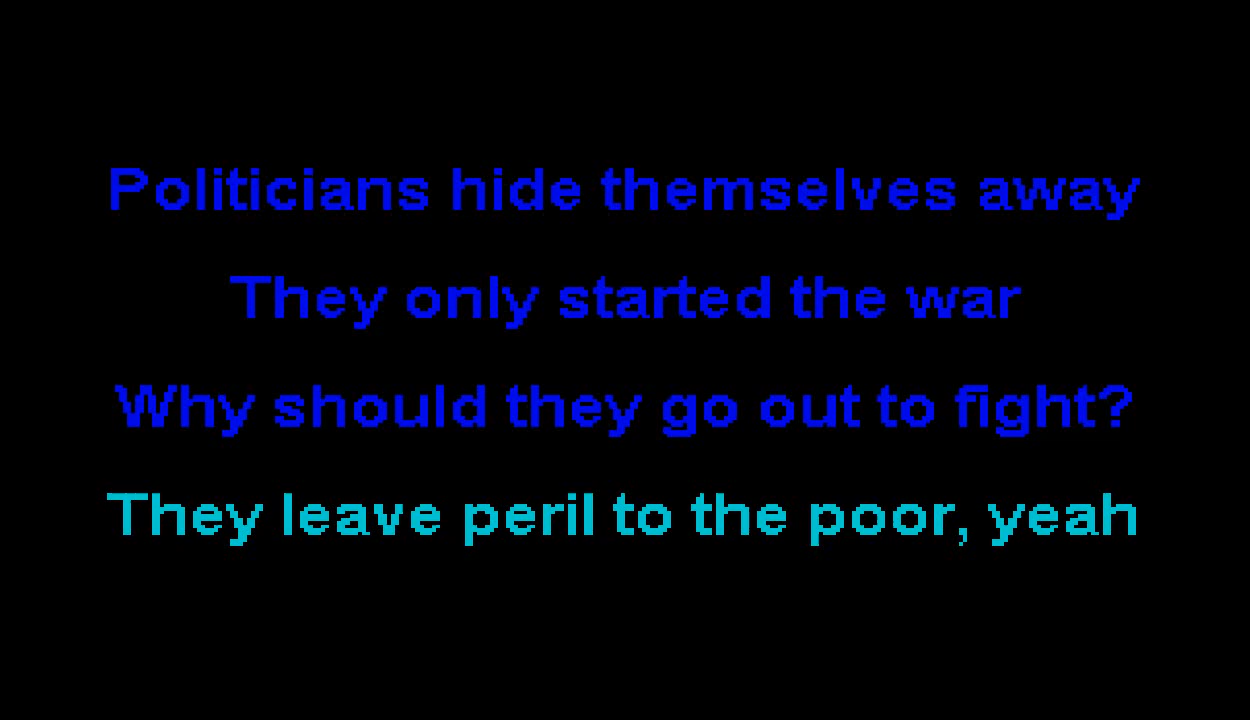 Politicians hide themselves away
They only started the war
Why should they go out to fight?
They leave peril to the poor, yeah